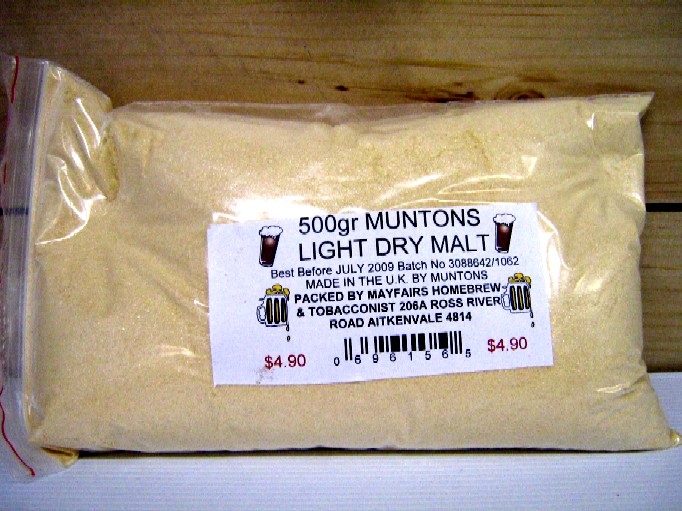 500gr MUNTONS
LIGHT DRY MALT
Best Before JULY 2009 Batch No 3088642/1062
MADE IN THE U.K. BY MUNTONS
PACKED BY MAYFAIRS HOMEBREW
& TOBACCONIST 206A ROSS RIVER
ROAD AITKENVALE 4814
$4.90 $4.90
0 696156 5